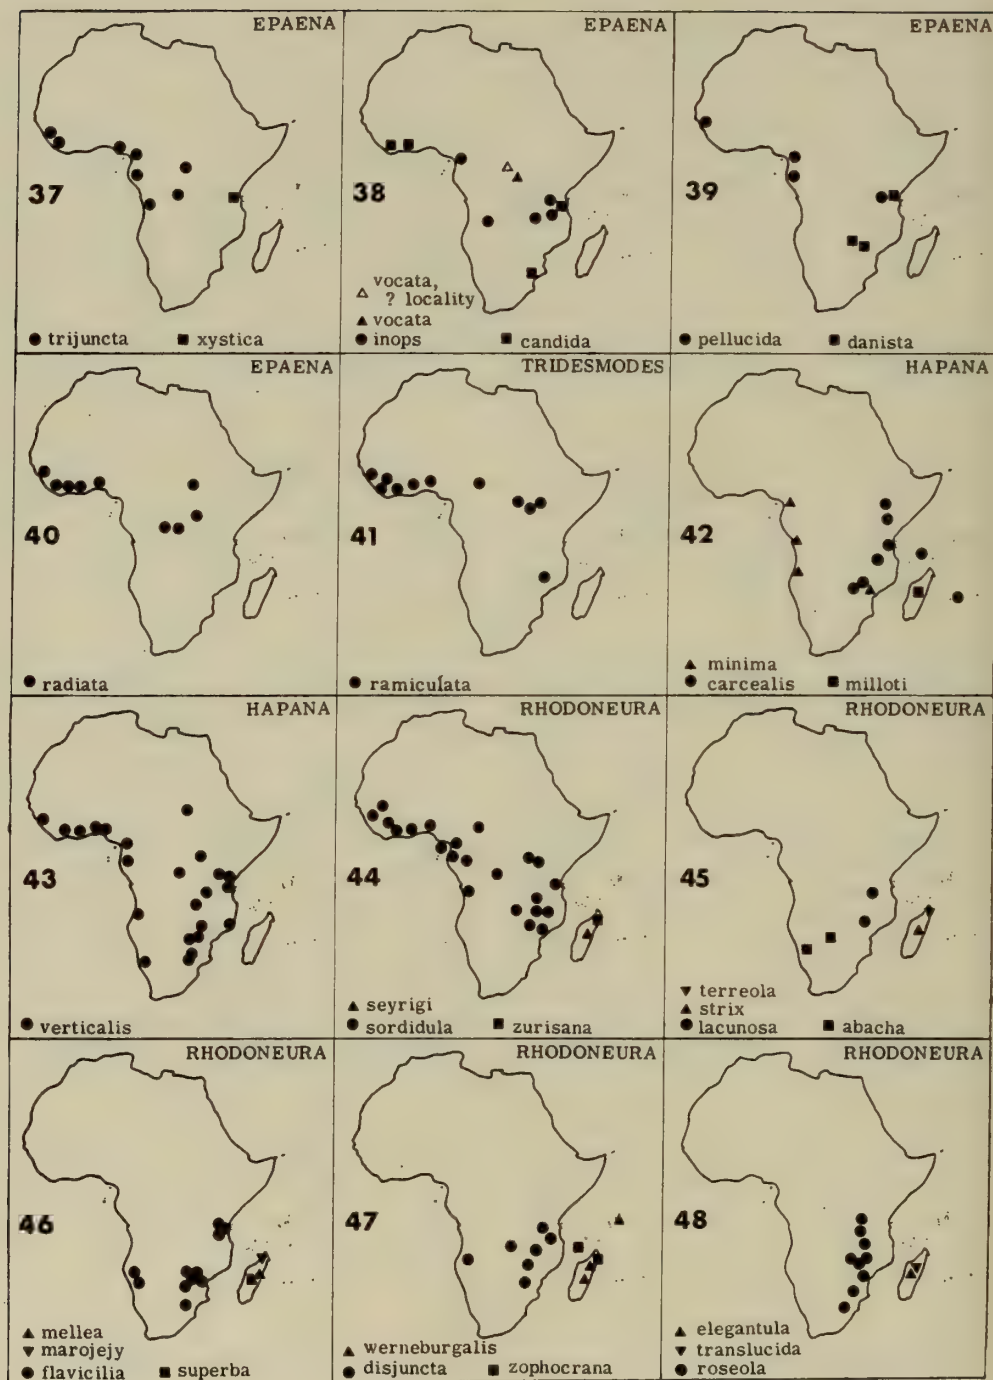 EPAENA
37
● trijuncta ■ xystica
EPAENA
38
△ vocata,
? locality
▲ vocata
● inops ■ candida
EPAENA
39
● pellucida ■ danista
EPAENA
40
● radiata
TRIDESMODES
41
● ramiculata
HAPANA
42
▲ minima
● carcealis ■ milloti
HAPANA
43
● verticalis
RHODONEURA
44
▲ seyrigi
● sordidula ■ zurisana
RHODONEURA
45
▼ terreola
▲ strix
● lacunosa ■ abacha
RHODONEURA
46
▲ mellea
▼ marojejy
● flavicilia ■ superba
RHODONEURA
47
▲ werneburgalis
● disjuncta ■ zophocrana
RHODONEURA
48
▲ elegantula
▼ translucida
● roseola